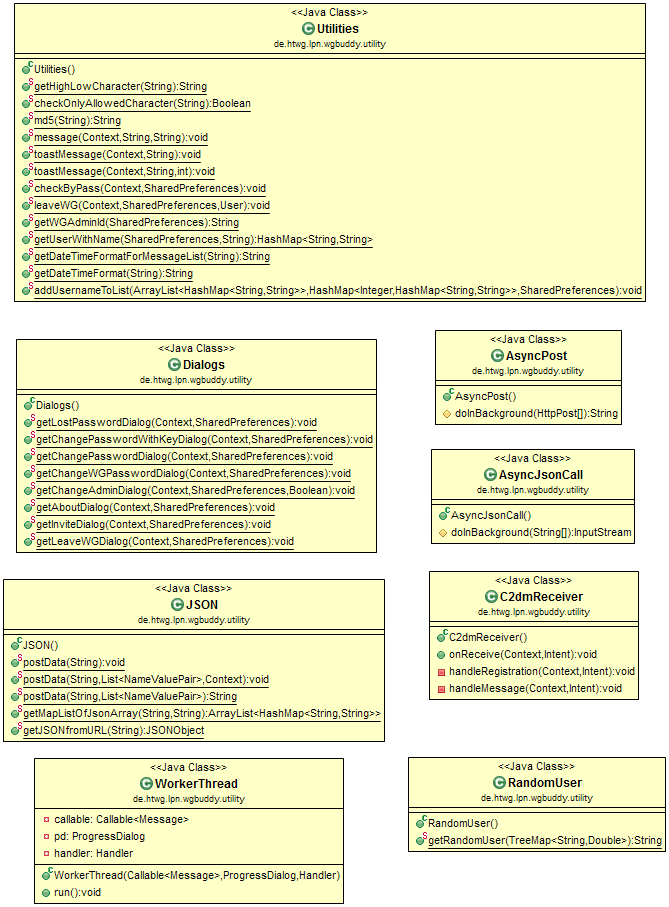 <<Java Class>>
Utilities
de.htwg.lpn.wgbuddy.utility
Utilities()
getHighLowCharacter(String):String
checkOnlyAllowedCharacter(String):Boolean
md5(String):String
message(Context,String,String):void
toastMessage(Context,String):void
toastMessage(Context,String,int):void
checkByPass(Context,SharedPreferences):void
leaveWG(Context,SharedPreferences,User):void
getWGAdminId(SharedPreferences):String
getUserWithName(SharedPreferences,String):HashMap<String,String>
getDateTimeFormatForMessageList(String):String
getDateTimeFormat(String):String
addUsernameToList(ArrayList<HashMap<String,String>>,HashMap<Integer,HashMap<String,String>>,SharedPreferences):void
<<Java Class>>
Dialogs
de.htwg.lpn.wgbuddy.utility
Dialogs()
getLostPasswordDialog(Context,SharedPreferences):void
getChangePasswordWithKeyDialog(Context,SharedPreferences):void
getChangePasswordDialog(Context,SharedPreferences):void
getChangeWGPasswordDialog(Context,SharedPreferences):void
getChangeAdminDialog(Context,SharedPreferences,Boolean):void
getAboutDialog(Context,SharedPreferences):void
getInviteDialog(Context,SharedPreferences):void
getLeaveWGDialog(Context,SharedPreferences):void
<<Java Class>>
AsyncPost
de.htwg.lpn.wgbuddy.utility
AsyncPost()
doInBackground(HttpPost[]):String
<<Java Class>>
AsyncJsonCall
de.htwg.lpn.wgbuddy.utility
AsyncJsonCall()
doInBackground(String[]):InputStream
<<Java Class>>
JSON
de.htwg.lpn.wgbuddy.utility
JSON()
postData(String):void
postData(String,List<NameValuePair>,Context):void
postData(String,List<NameValuePair>):String
getMapListOfJsonArray(String,String):ArrayList<HashMap<String,String>>
getJSONfromURL(String):JSONObject
<<Java Class>>
C2dmReceiver
de.htwg.lpn.wgbuddy.utility
C2dmReceiver()
onReceive(Context,Intent):void
handleRegistration(Context,Intent):void
handleMessage(Context,Intent):void
<<Java Class>>
WorkerThread
de.htwg.lpn.wgbuddy.utility
callable: Callable<Message>
pd: ProgressDialog
handler: Handler
WorkerThread(Callable<Message>,ProgressDialog,Handler)
run():void
<<Java Class>>
RandomUser
de.htwg.lpn.wgbuddy.utility
RandomUser()
getRandomUser(TreeMap<String,Double>):String